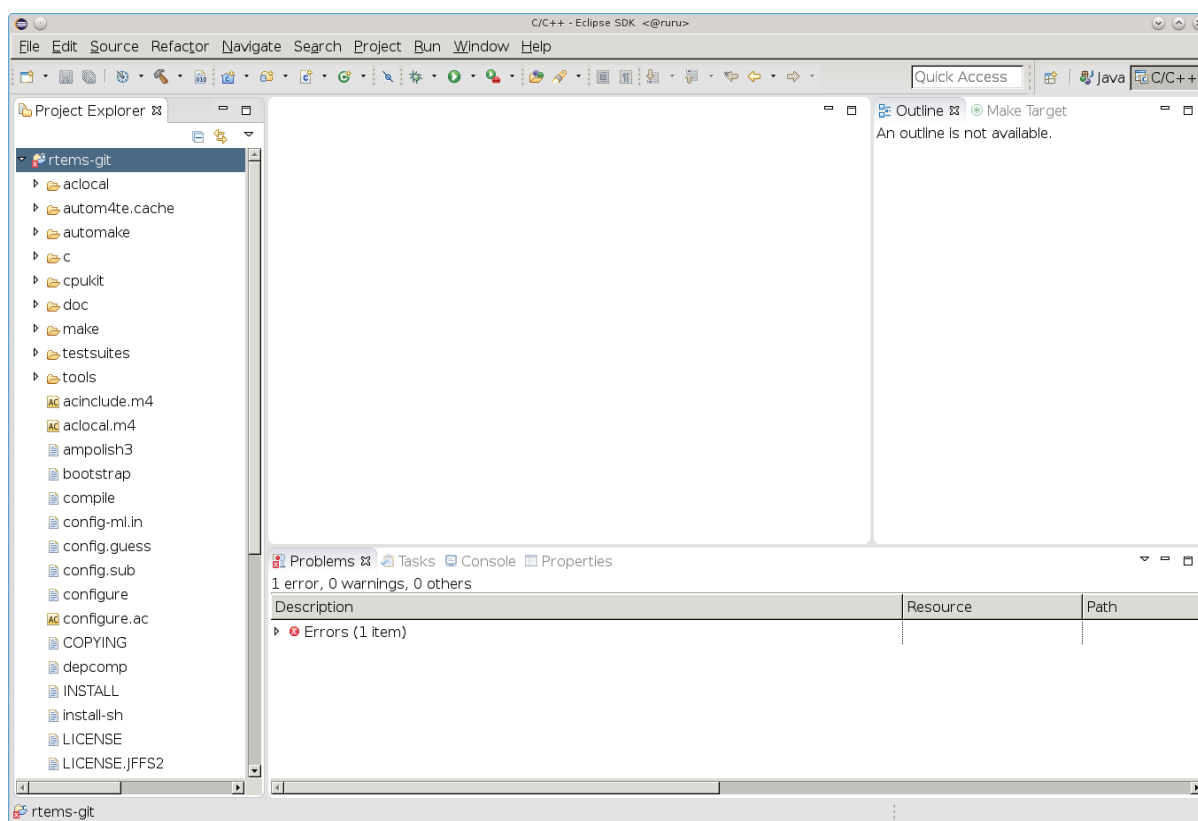 C/C++ - Eclipse SDK <@ruru>
File Edit Source Refactor Navigate Search Project Run Window Help
Quick Access Java C/C++
Project Explorer
rtems-git
aclocal
autom4te.cache
automake
c
cpukit
doc
make
testsuites
tools
acinclude.m4
aclocal.m4
ampolish3
bootstrap
compile
config-ml.in
config.guess
config.sub
configure
configure.ac
COPYING
depcomp
INSTALL
install-sh
LICENSE
LICENSE.JFFS2
Outline Make Target
An outline is not available.
Problems Tasks Console Properties
1 error, 0 warnings, 0 others
Description Resource Path
Errors (1 item)
rtems-git